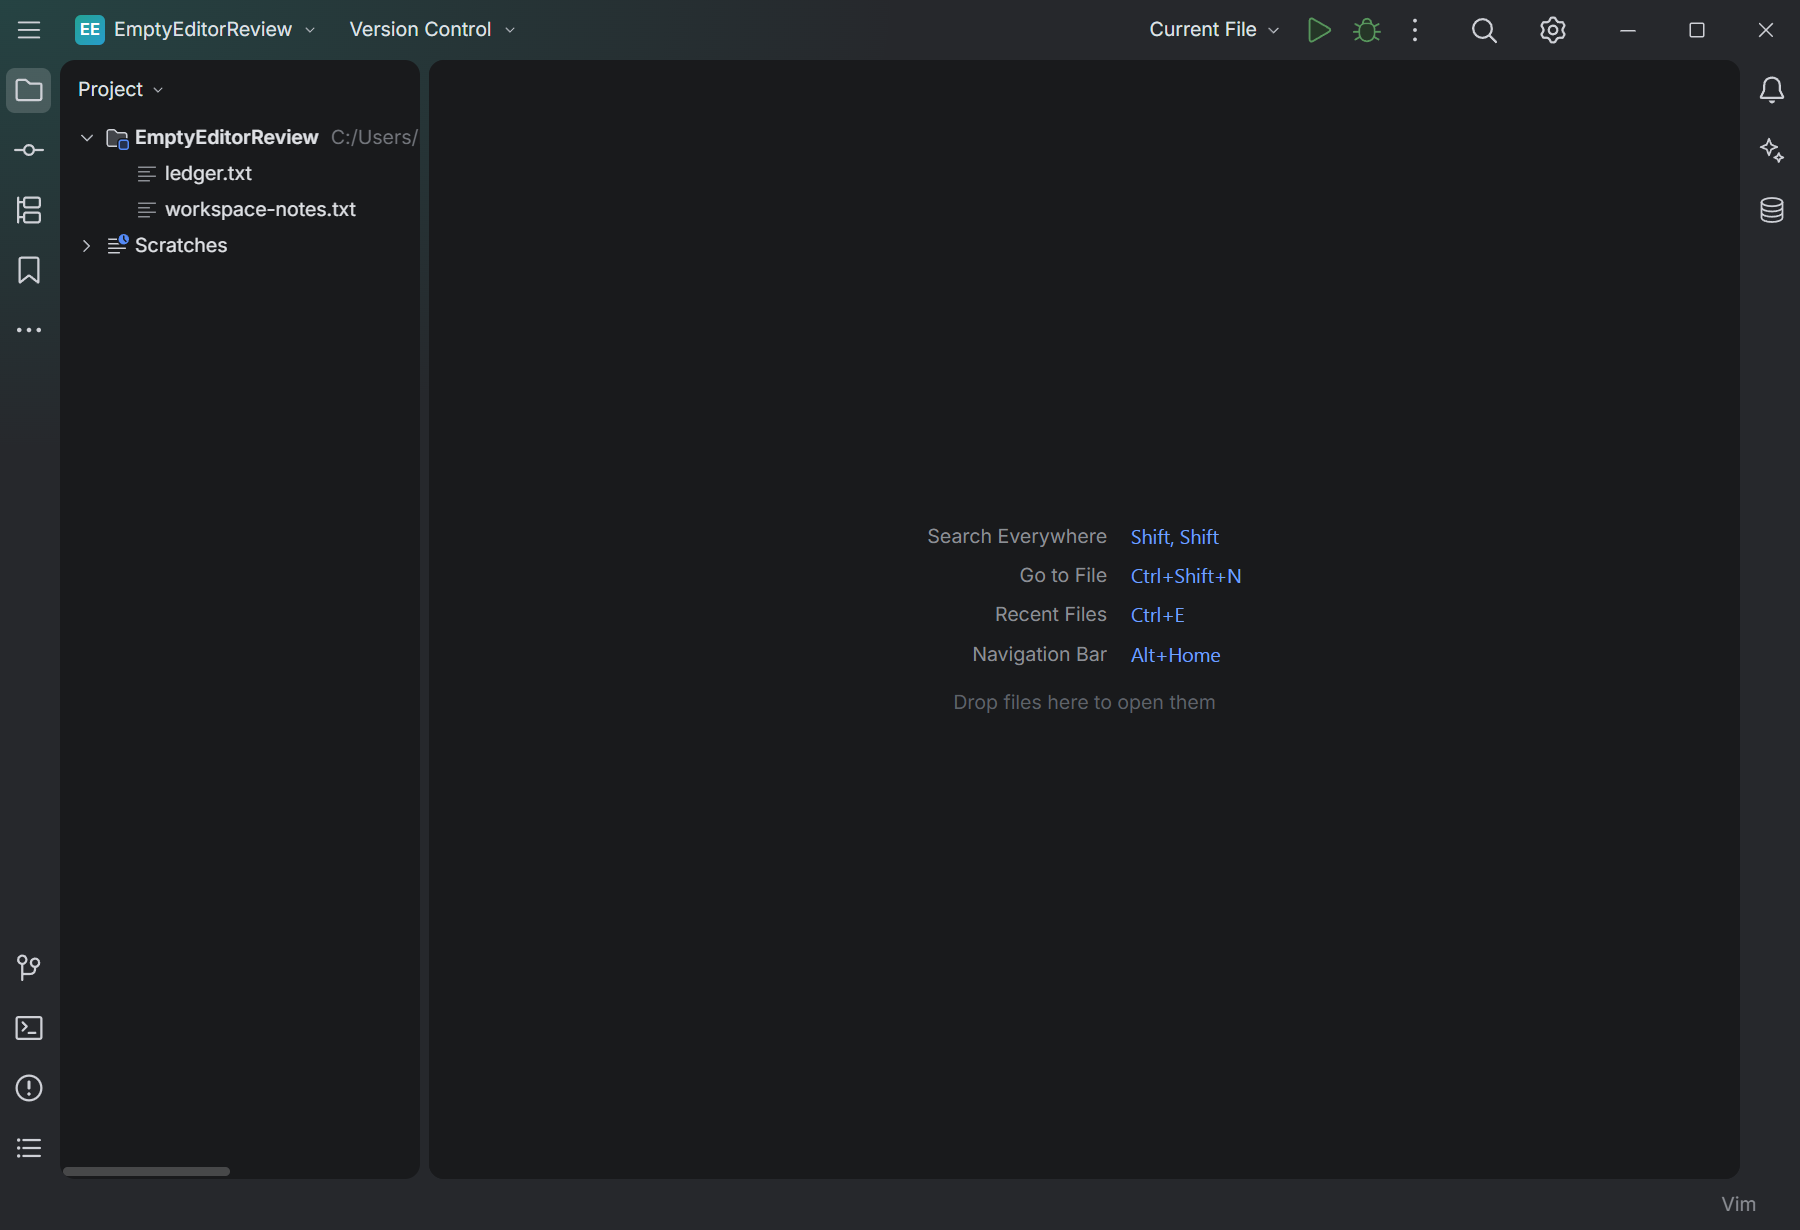 EE EmptyEditorReview Version Control Current File
Project
EmptyEditorReview C:/Users/
ledger.txt
workspace-notes.txt
Scratches
Search Everywhere Shift, Shift
Go to File Ctrl+Shift+N
Recent Files Ctrl+E
Navigation Bar Alt+Home
Drop files here to open them
Vim